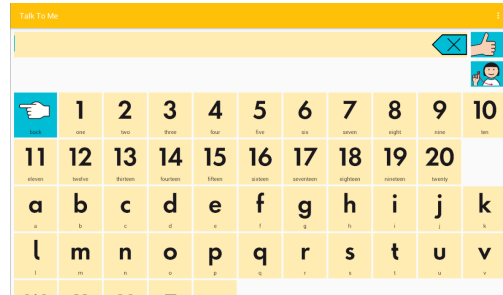 Talk To Me
1 2 3 4 5 6 7 8 9 10
back one two three four five six seven eight nine ten
11 12 13 14 15 16 17 18 19 20
eleven twelve thirteen fourteen fifteen sixteen seventeen eighteen nineteen twenty
a b c d e f g h i j k
a b c d e f g h i j k
l m n o p q r s t u v
l m n o p q r s t u v